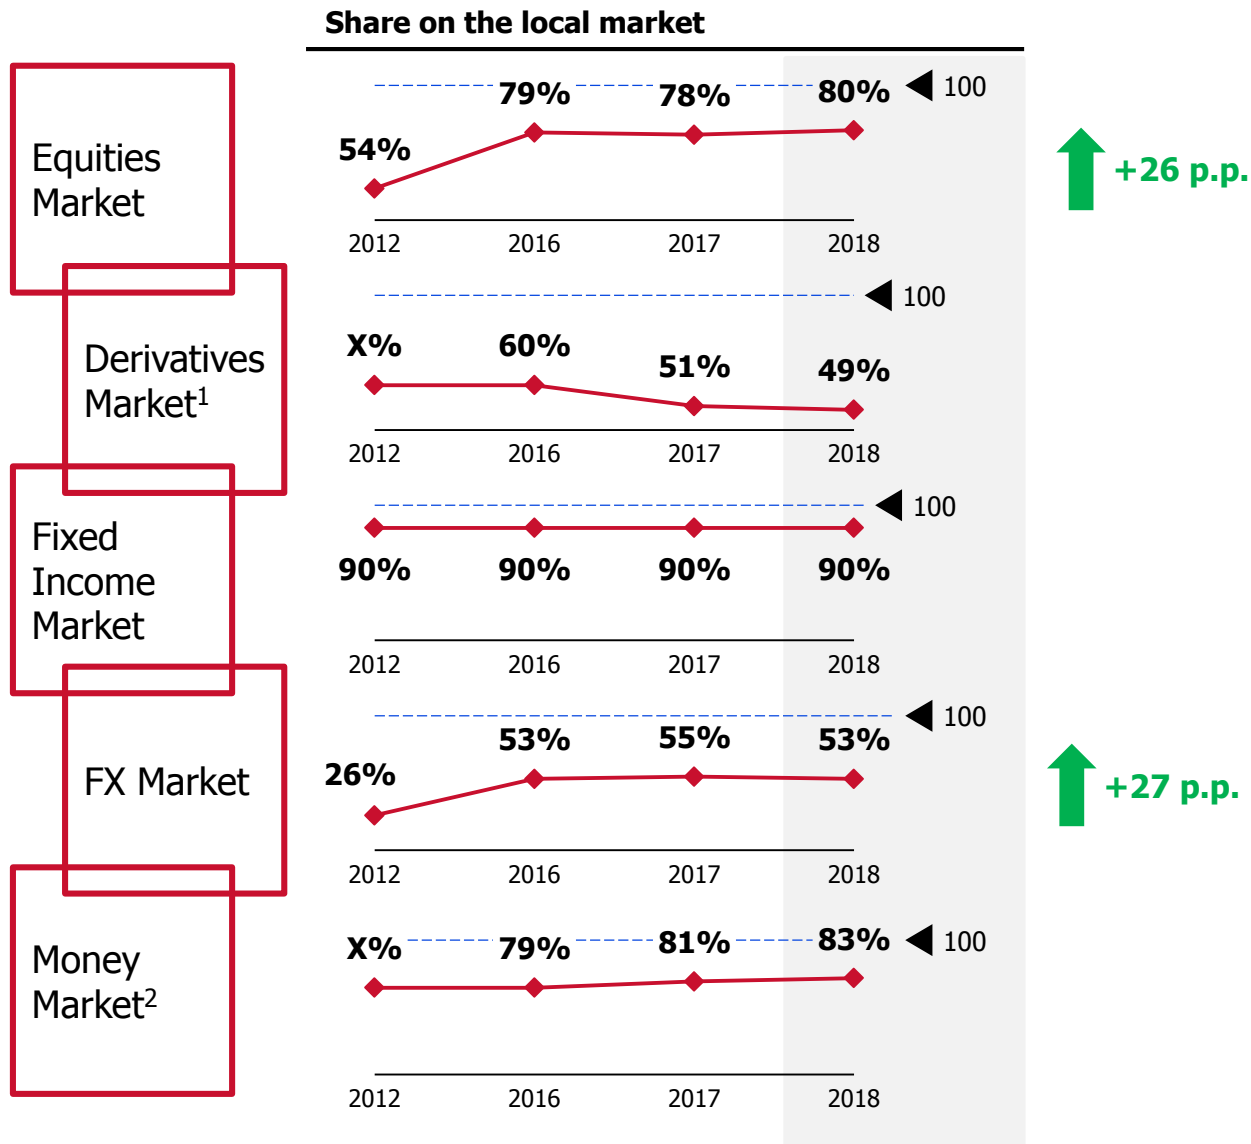 Share on the local market
Equities
Market
54%
79%
78%
80%
100
2012
2016
2017
2018
+26 p.p.
Derivatives
Market1
X%
60%
51%
49%
100
2012
2016
2017
2018
Fixed
Income
Market
90%
90%
90%
90%
100
2012
2016
2017
2018
FX Market
26%
53%
55%
53%
100
2012
2016
2017
2018
+27 p.p.
Money
Market2
X%
79%
81%
83%
100
2012
2016
2017
2018